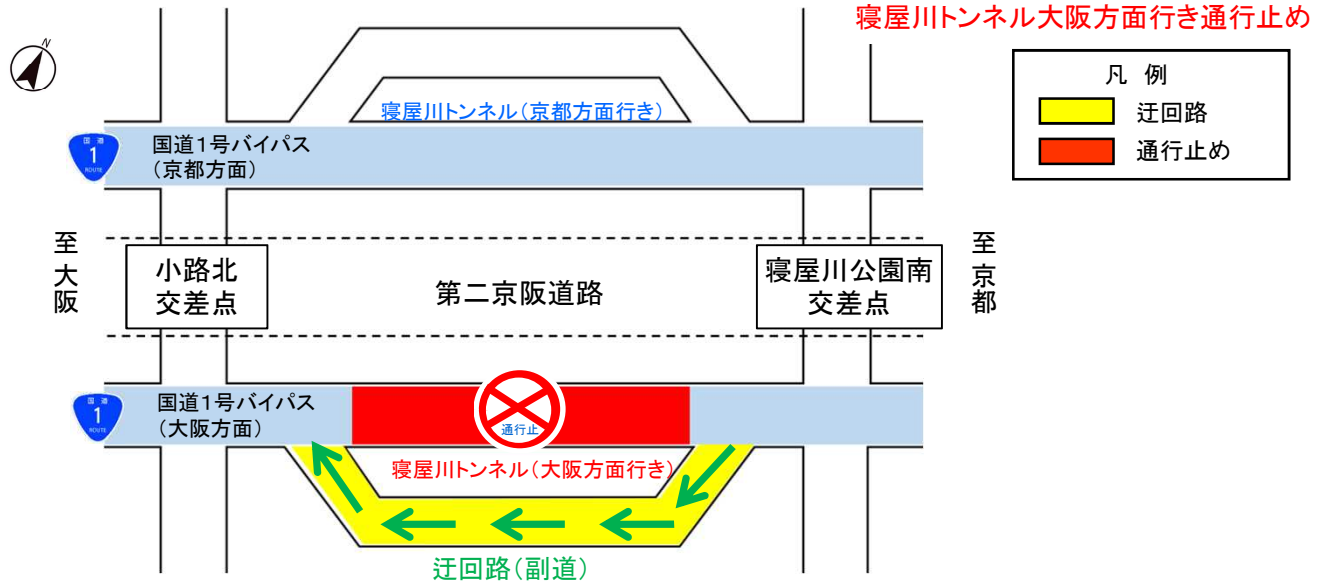 寝屋川トンネル大阪方面行き通行止め
N
凡 例
迂回路
通行止め
寝屋川トンネル(京都方面行き)
国道
1
ROUTE
国道1号バイパス
(京都方面)
至大阪
小路北
交差点
第二京阪道路
寝屋川公園南
交差点
至京都
国道
1
ROUTE
国道1号バイパス
(大阪方面)
通行止
寝屋川トンネル(大阪方面行き)
迂回路(副道)